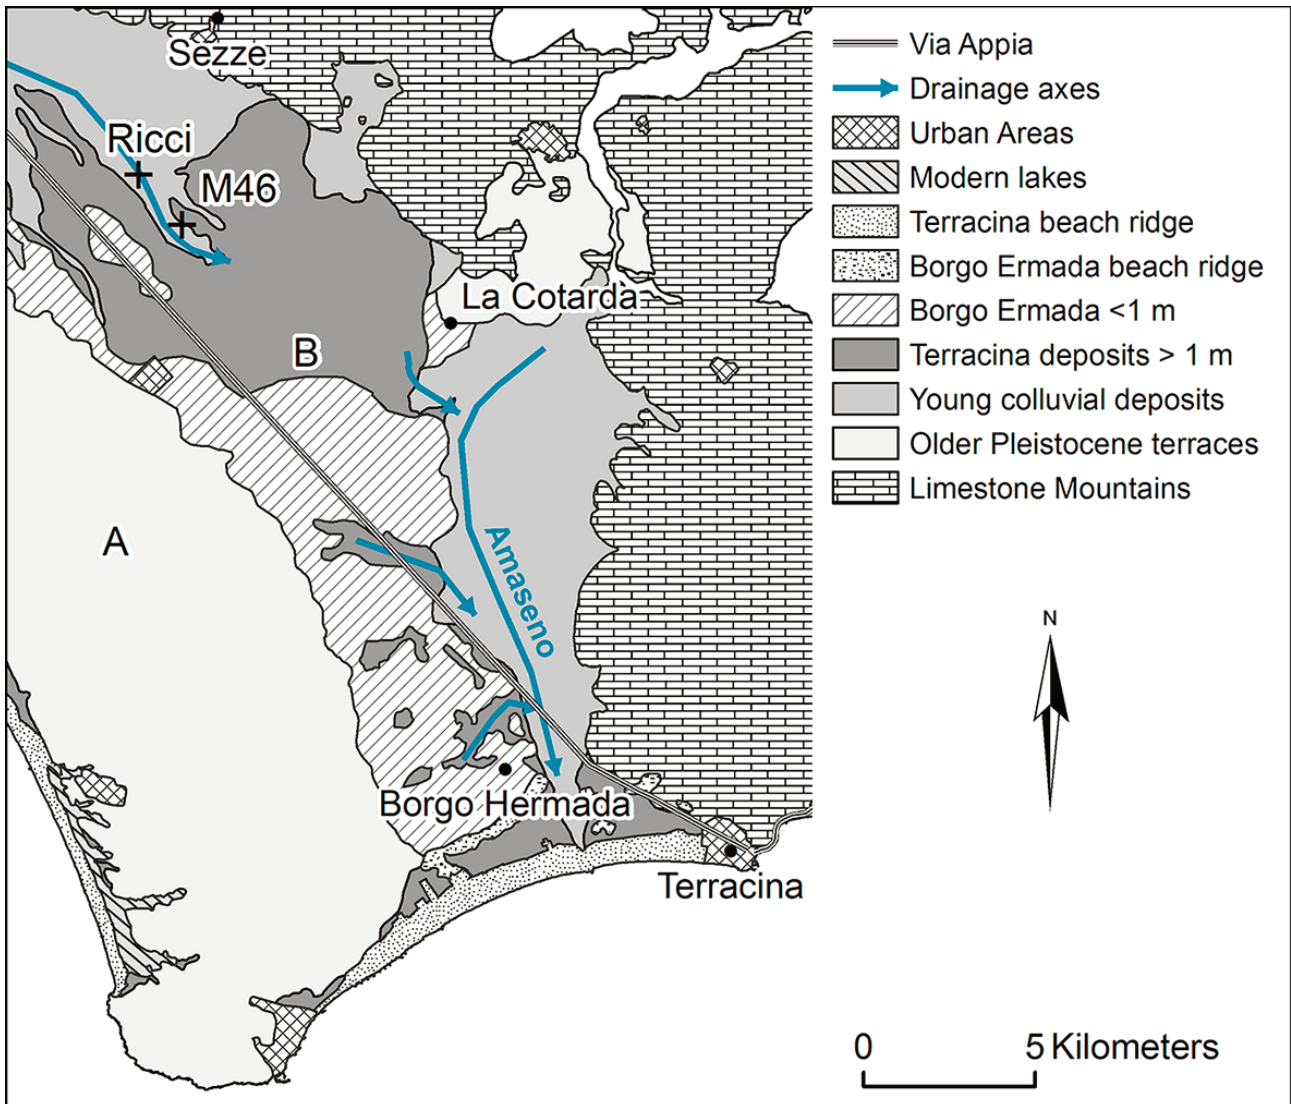 Sezze
Ricci
M46
La Cotarda
B
A
Amaseno
Borgo Hermada
Terracina
Via Appia
Drainage axes
Urban Areas
Modern lakes
Terracina beach ridge
Borgo Ermada beach ridge
Borgo Ermada <1 m
Terracina deposits > 1 m
Young colluvial deposits
Older Pleistocene terraces
Limestone Mountains
N
0 5 Kilometers